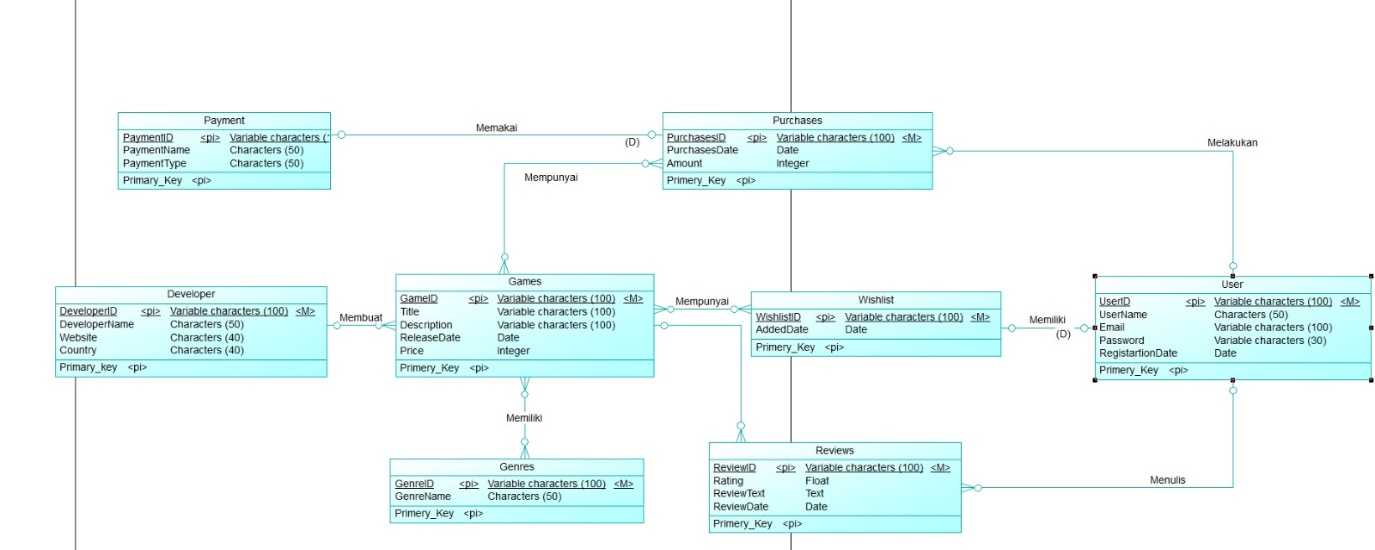 Payment
PaymentID <pi> Variable characters (
PaymentName Characters (50)
PaymentType Characters (50)
Primary_Key <pi>
Memakai
(D)
Purchases
PurchasesID <pi> Variable characters (100) <M>
PurchasesDate Date
Amount Integer
Primery_Key <pi>
Melakukan
Mempunyai
Developer
DeveloperID <pi> Variable characters (100) <M>
DeveloperName Characters (50)
Website Characters (40)
Country Characters (40)
Primary_key <pi>
Membuat
Games
GameID <pi> Variable characters (100) <M>
Title Variable characters (100)
Description Variable characters (100)
ReleaseDate Date
Price Integer
Primery_Key <pi>
Mempunyai
Wishlist
WishlistID <pi> Variable characters (100) <M>
AddedDate Date
Primery_Key <pi>
Memiliki
(D)
User
UserID <pi> Variable characters (100) <M>
UserName Characters (50)
Email Variable characters (100)
Password Variable characters (30)
RegistartionDate Date
Primery_Key <pi>
Memiliki
Genres
GenreID <pi> Variable characters (100) <M>
GenreName Characters (50)
Primery_Key <pi>
Reviews
ReviewID <pi> Variable characters (100) <M>
Rating Float
ReviewText Text
ReviewDate Date
Primery_Key <pi>
Menulis